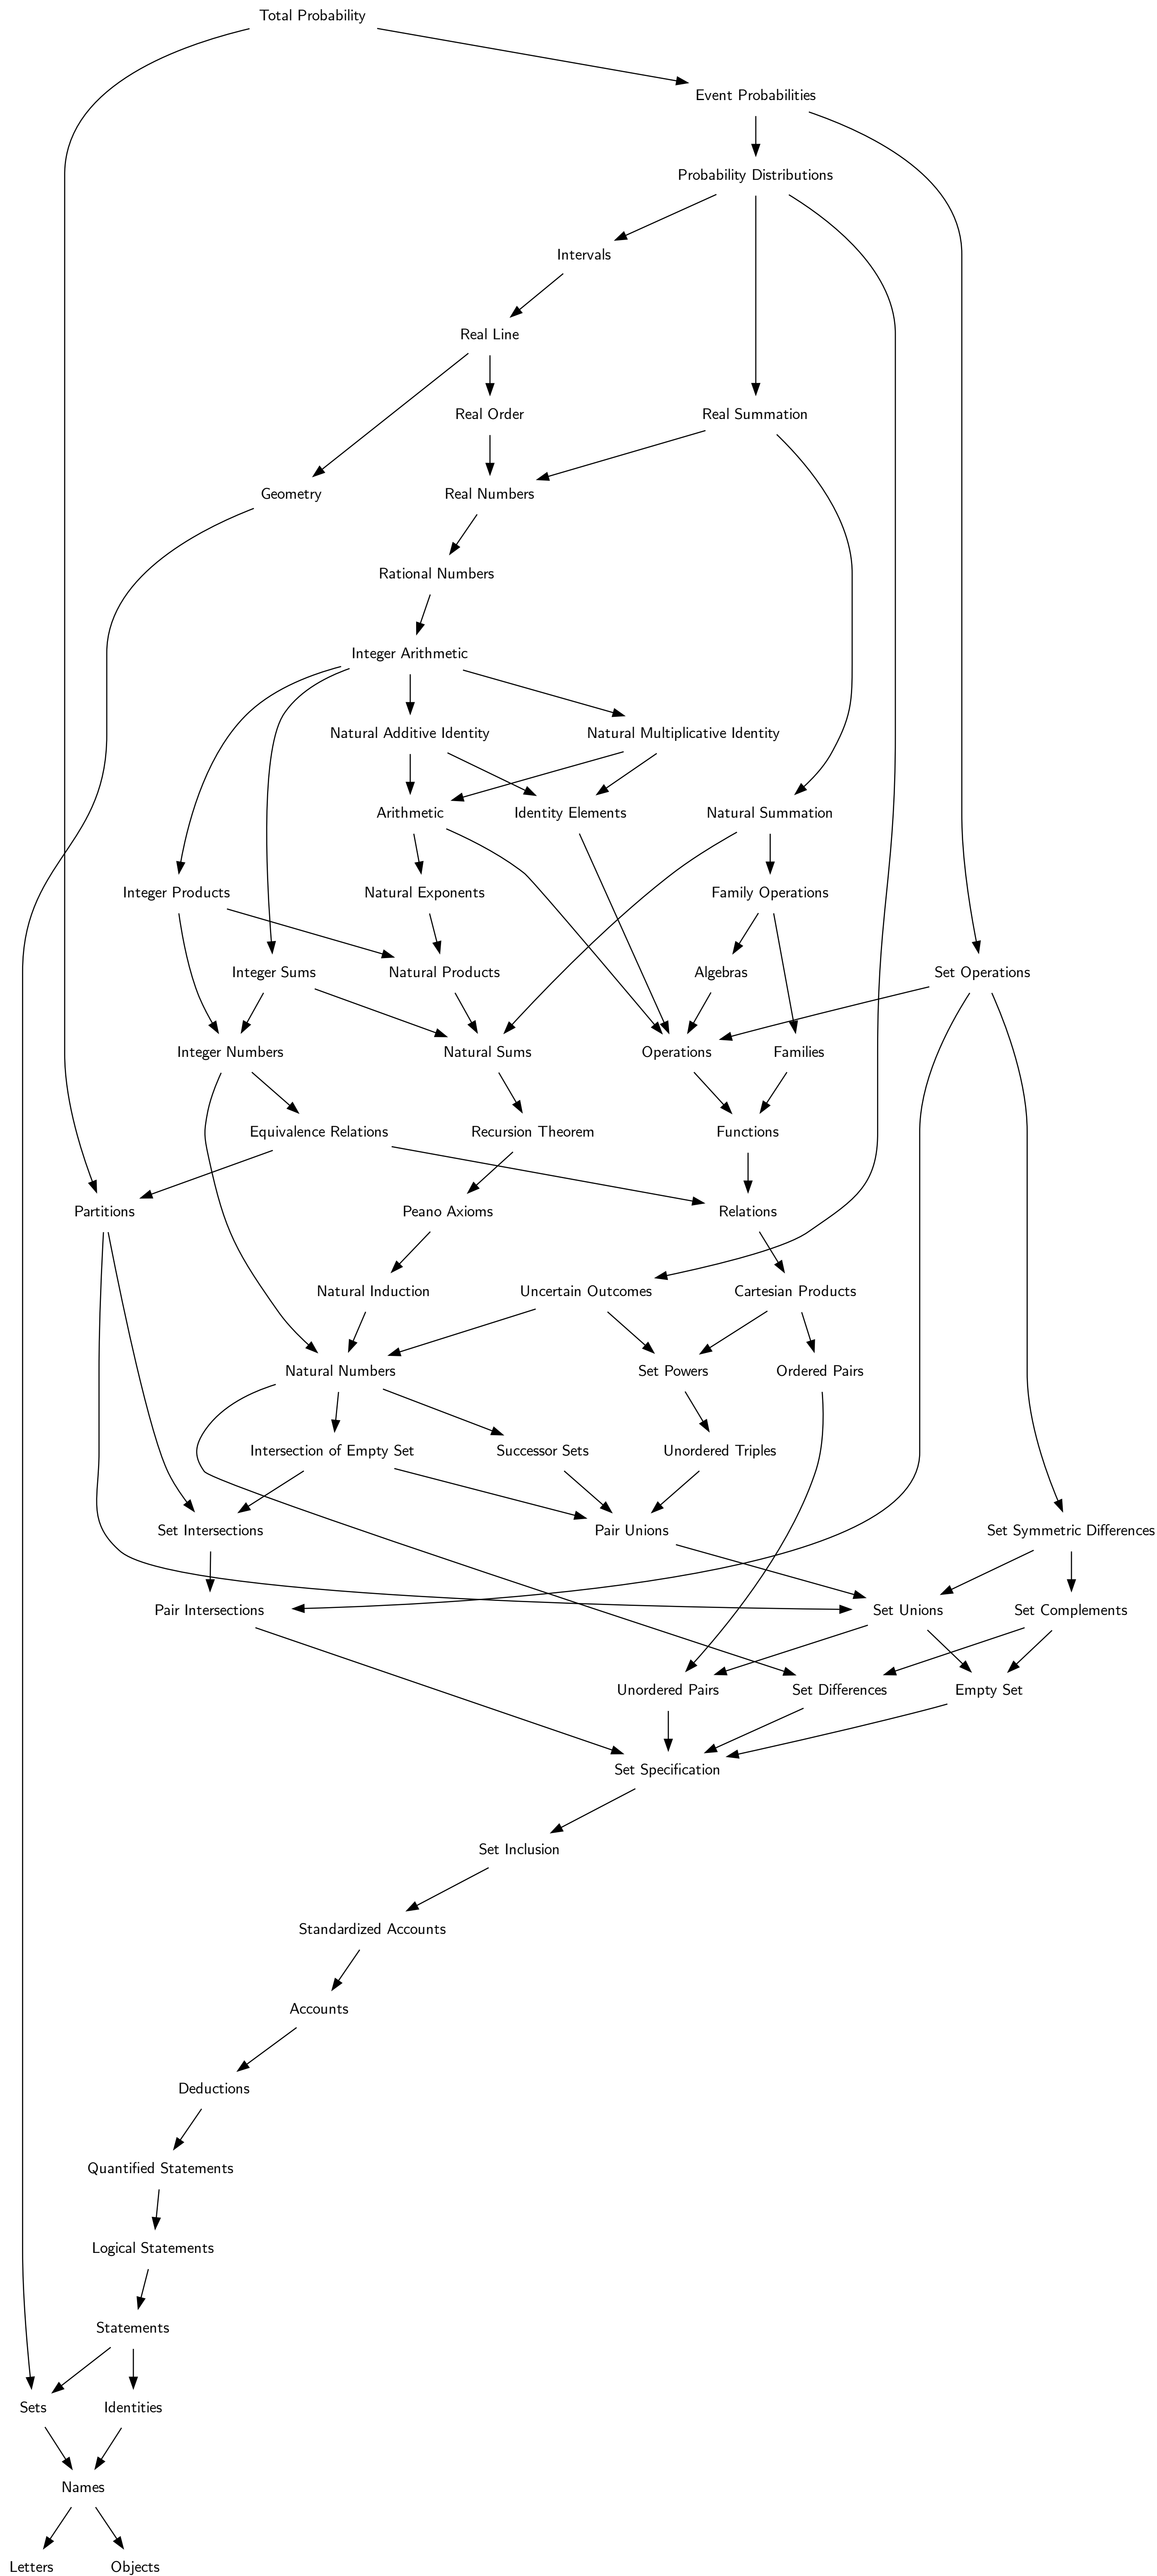 Total Probability
Event Probabilities
Probability Distributions
Intervals
Real Line
Real Order
Real Summation
Geometry
Real Numbers
Rational Numbers
Integer Arithmetic
Natural Additive Identity
Natural Multiplicative Identity
Arithmetic
Identity Elements
Natural Summation
Integer Products
Natural Exponents
Family Operations
Integer Sums
Natural Products
Algebras
Set Operations
Integer Numbers
Natural Sums
Operations
Families
Equivalence Relations
Recursion Theorem
Functions
Partitions
Peano Axioms
Relations
Natural Induction
Uncertain Outcomes
Cartesian Products
Natural Numbers
Set Powers
Ordered Pairs
Intersection of Empty Set
Successor Sets
Unordered Triples
Set Intersections
Pair Unions
Set Symmetric Differences
Pair Intersections
Set Unions
Set Complements
Unordered Pairs
Set Differences
Empty Set
Set Specification
Set Inclusion
Standardized Accounts
Accounts
Deductions
Quantified Statements
Logical Statements
Statements
Sets
Identities
Names
Letters
Objects